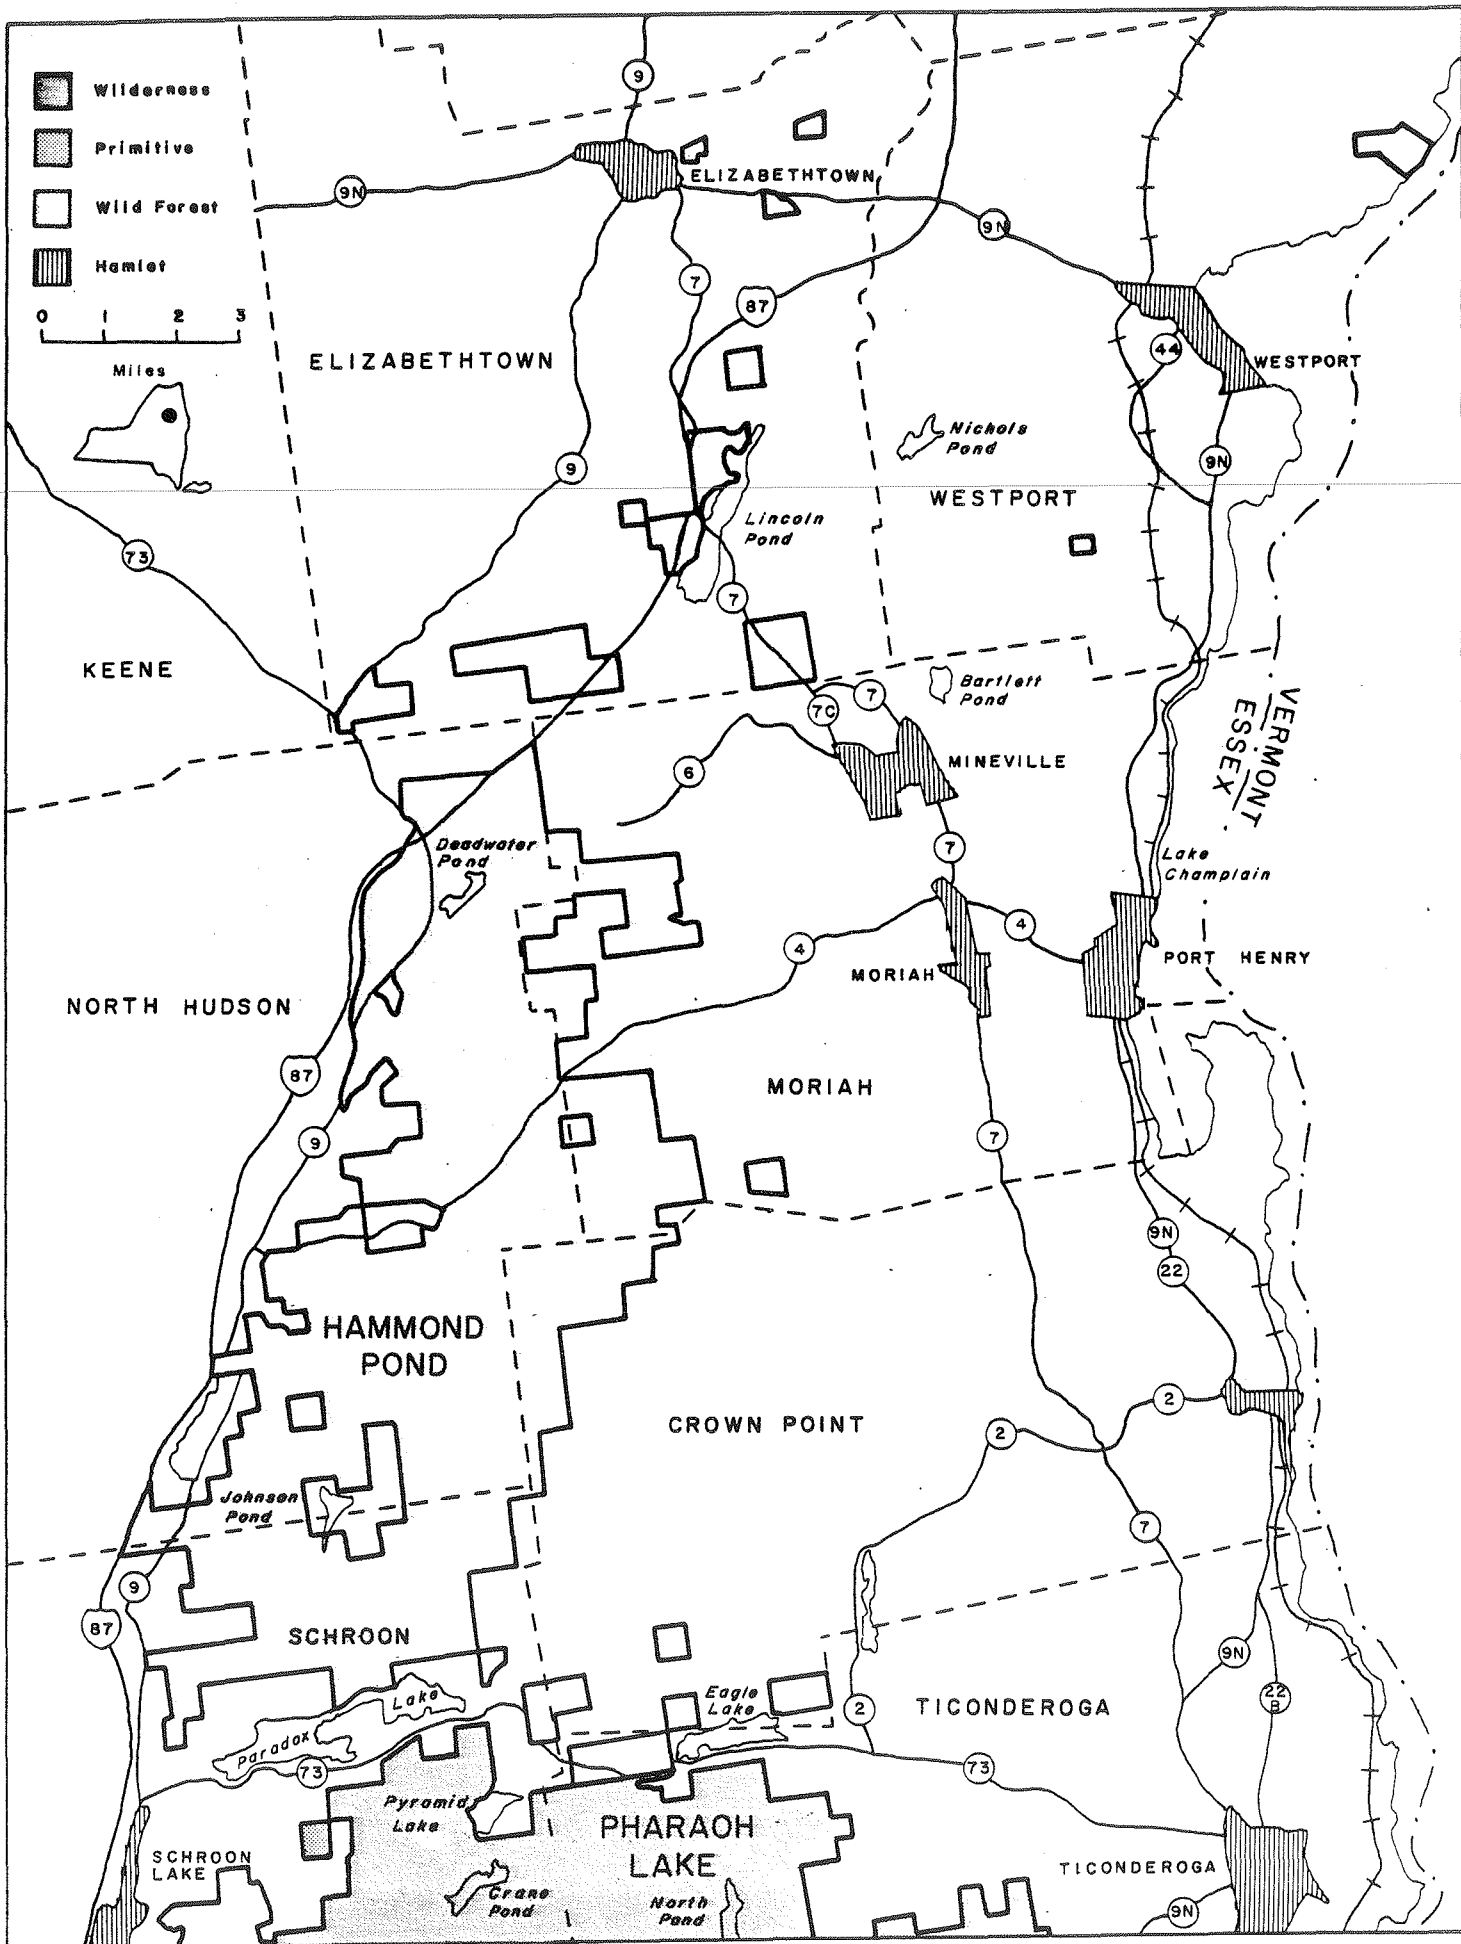 Wilderness
Primitive
Wild Forest
Hamlet
0 1 2 3
Miles
9
9N
ELIZABETHTOWN
9N
7
87
44
WESTPORT
ELIZABETHTOWN
Nichols
Pond
9
9N
WESTPORT
Lincoln
Pond
73
7
KEENE
Bartlett
Pond
7
7C
VERMONT
ESSEX
6
MINEVILLE
Deadwater
Pond
7
Lake
Champlain
4
4
MORIAH
PORT HENRY
NORTH HUDSON
87
MORIAH
9
7
9N
22
HAMMOND
POND
CROWN POINT
2
2
Johnson
Pond
7
9
87
SCHROON
9N
22
B
Paradox
Lake
Eagle
Lake
2
TICONDEROGA
73
73
Pyramid
Lake
PHARAOH
LAKE
SCHROON
LAKE
TICONDEROGA
Crane
Pond
North
Pond
9N